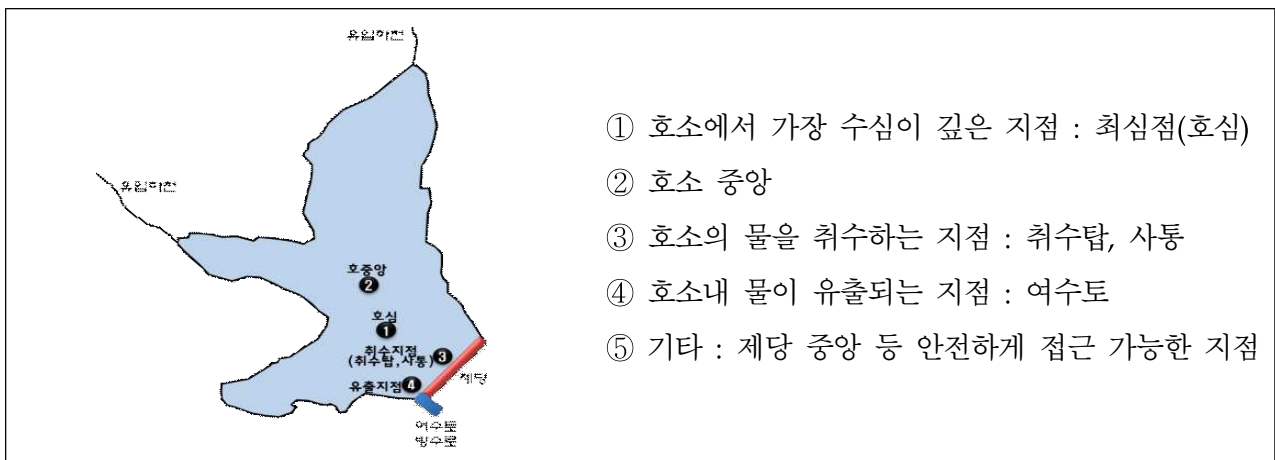 유입하천
유입하천
호중앙
❷
호심
❶
취수지점
(취수탑,사통)❸
제당
유출지점❹
여수토
방수로
① 호소에서 가장 수심이 깊은 지점 : 최심점(호심)
② 호소 중앙
③ 호소의 물을 취수하는 지점 : 취수탑, 사통
④ 호소내 물이 유출되는 지점 : 여수토
⑤ 기타 : 제당 중앙 등 안전하게 접근 가능한 지점